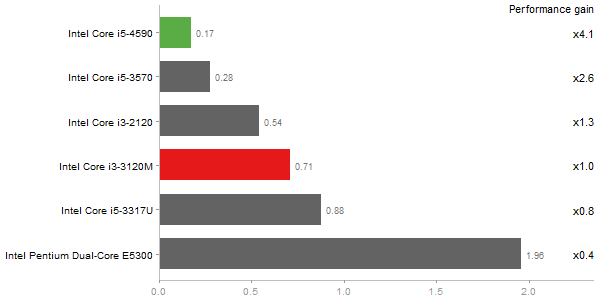 Performance gain
Intel Core i5-4590 0.17 x4.1
Intel Core i5-3570 0.28 x2.6
Intel Core i3-2120 0.54 x1.3
Intel Core i3-3120M 0.71 x1.0
Intel Core i5-3317U 0.88 x0.8
Intel Pentium Dual-Core E5300 1.96 x0.4
0.0 0.5 1.0 1.5 2.0